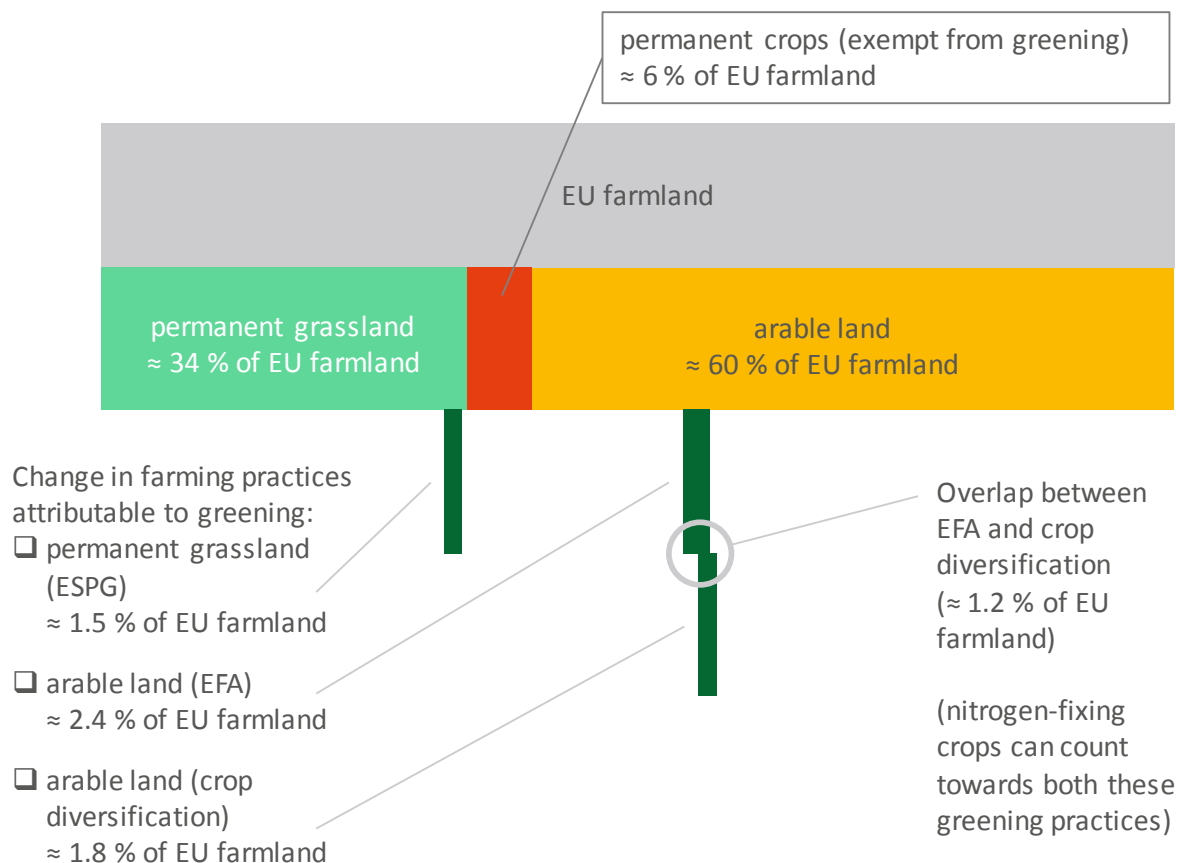 permanent crops (exempt from greening)
≈ 6 % of EU farmland
EU farmland
permanent grassland
≈ 34 % of EU farmland
arable land
≈ 60 % of EU farmland
Change in farming practices
attributable to greening:
❑ permanent grassland
(ESPG)
≈ 1.5 % of EU farmland
❑ arable land (EFA)
≈ 2.4 % of EU farmland
❑ arable land (crop
diversification)
≈ 1.8 % of EU farmland
Overlap between
EFA and crop
diversification
(≈ 1.2 % of EU
farmland)
(nitrogen-fixing
crops can count
towards both these
greening practices)